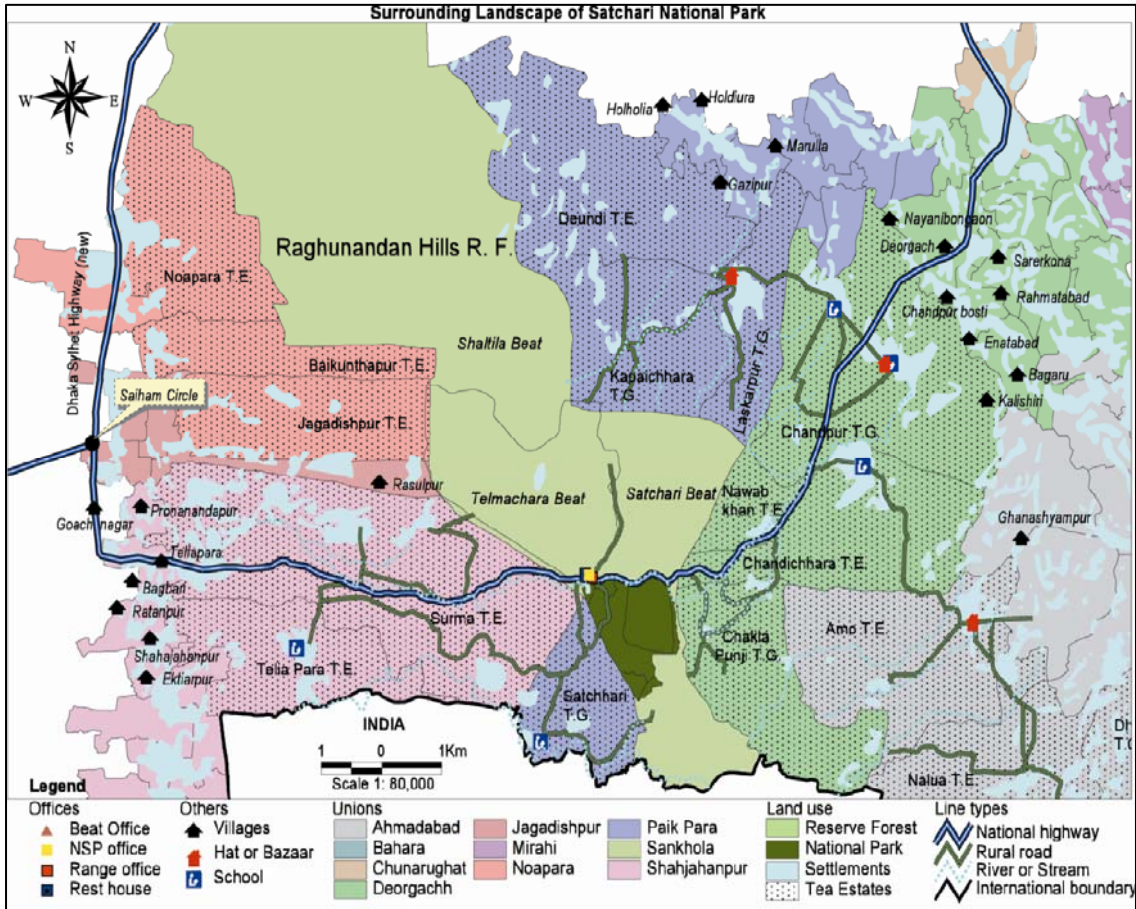 Surrounding Landscape of Satchari National Park
N
W E
S
Holholia
Holdiura
Marulla
Gazipur
Deundi T.E.
Nayanibongaon
Deorgach
Sarerkona
Raghunandan Hills R. F.
Noapara T.E.
Dhaka Sylhet Highway (new)
Rahmatabad
Chandpur bosti
Shaltila Beat
Enatabad
Baikunthapur T.E.
Kapaichhara
T.G.
Laskarpur T.G.
Bagaru
Saiham Circle
Kalishiri
Jagadishpur T.E.
Chandpur T.G.
Rasulpur
Telmachara Beat
Satchari Beat
Nawab
khan T.E.
Pronanandapur
Ghanashyampur
Goachnagar
Teliapara
Chandichhara T.E.
Bagbari
Ratanpur
Surma T.E.
Amo T.E.
Shahajahanpur
Chakla
Punji T.G.
Telia Para T.E.
Ektiarpur
Satchhari
T.G.
INDIA
1 0 1Km
Scale 1: 80,000
Nalua T.E.
Legend
Offices
Beat Office
NSP office
Range office
Rest house
Others
Villages
Hat or Bazaar
School
Unions
Ahmadabad
Bahara
Chunarughat
Deorgachh
Jagadishpur
Mirahi
Noapara
Paik Para
Sankhola
Shahjahanpur
Land use
Reserve Forest
National Park
Settlements
Tea Estates
Line types
National highway
Rural road
River or Stream
International boundary